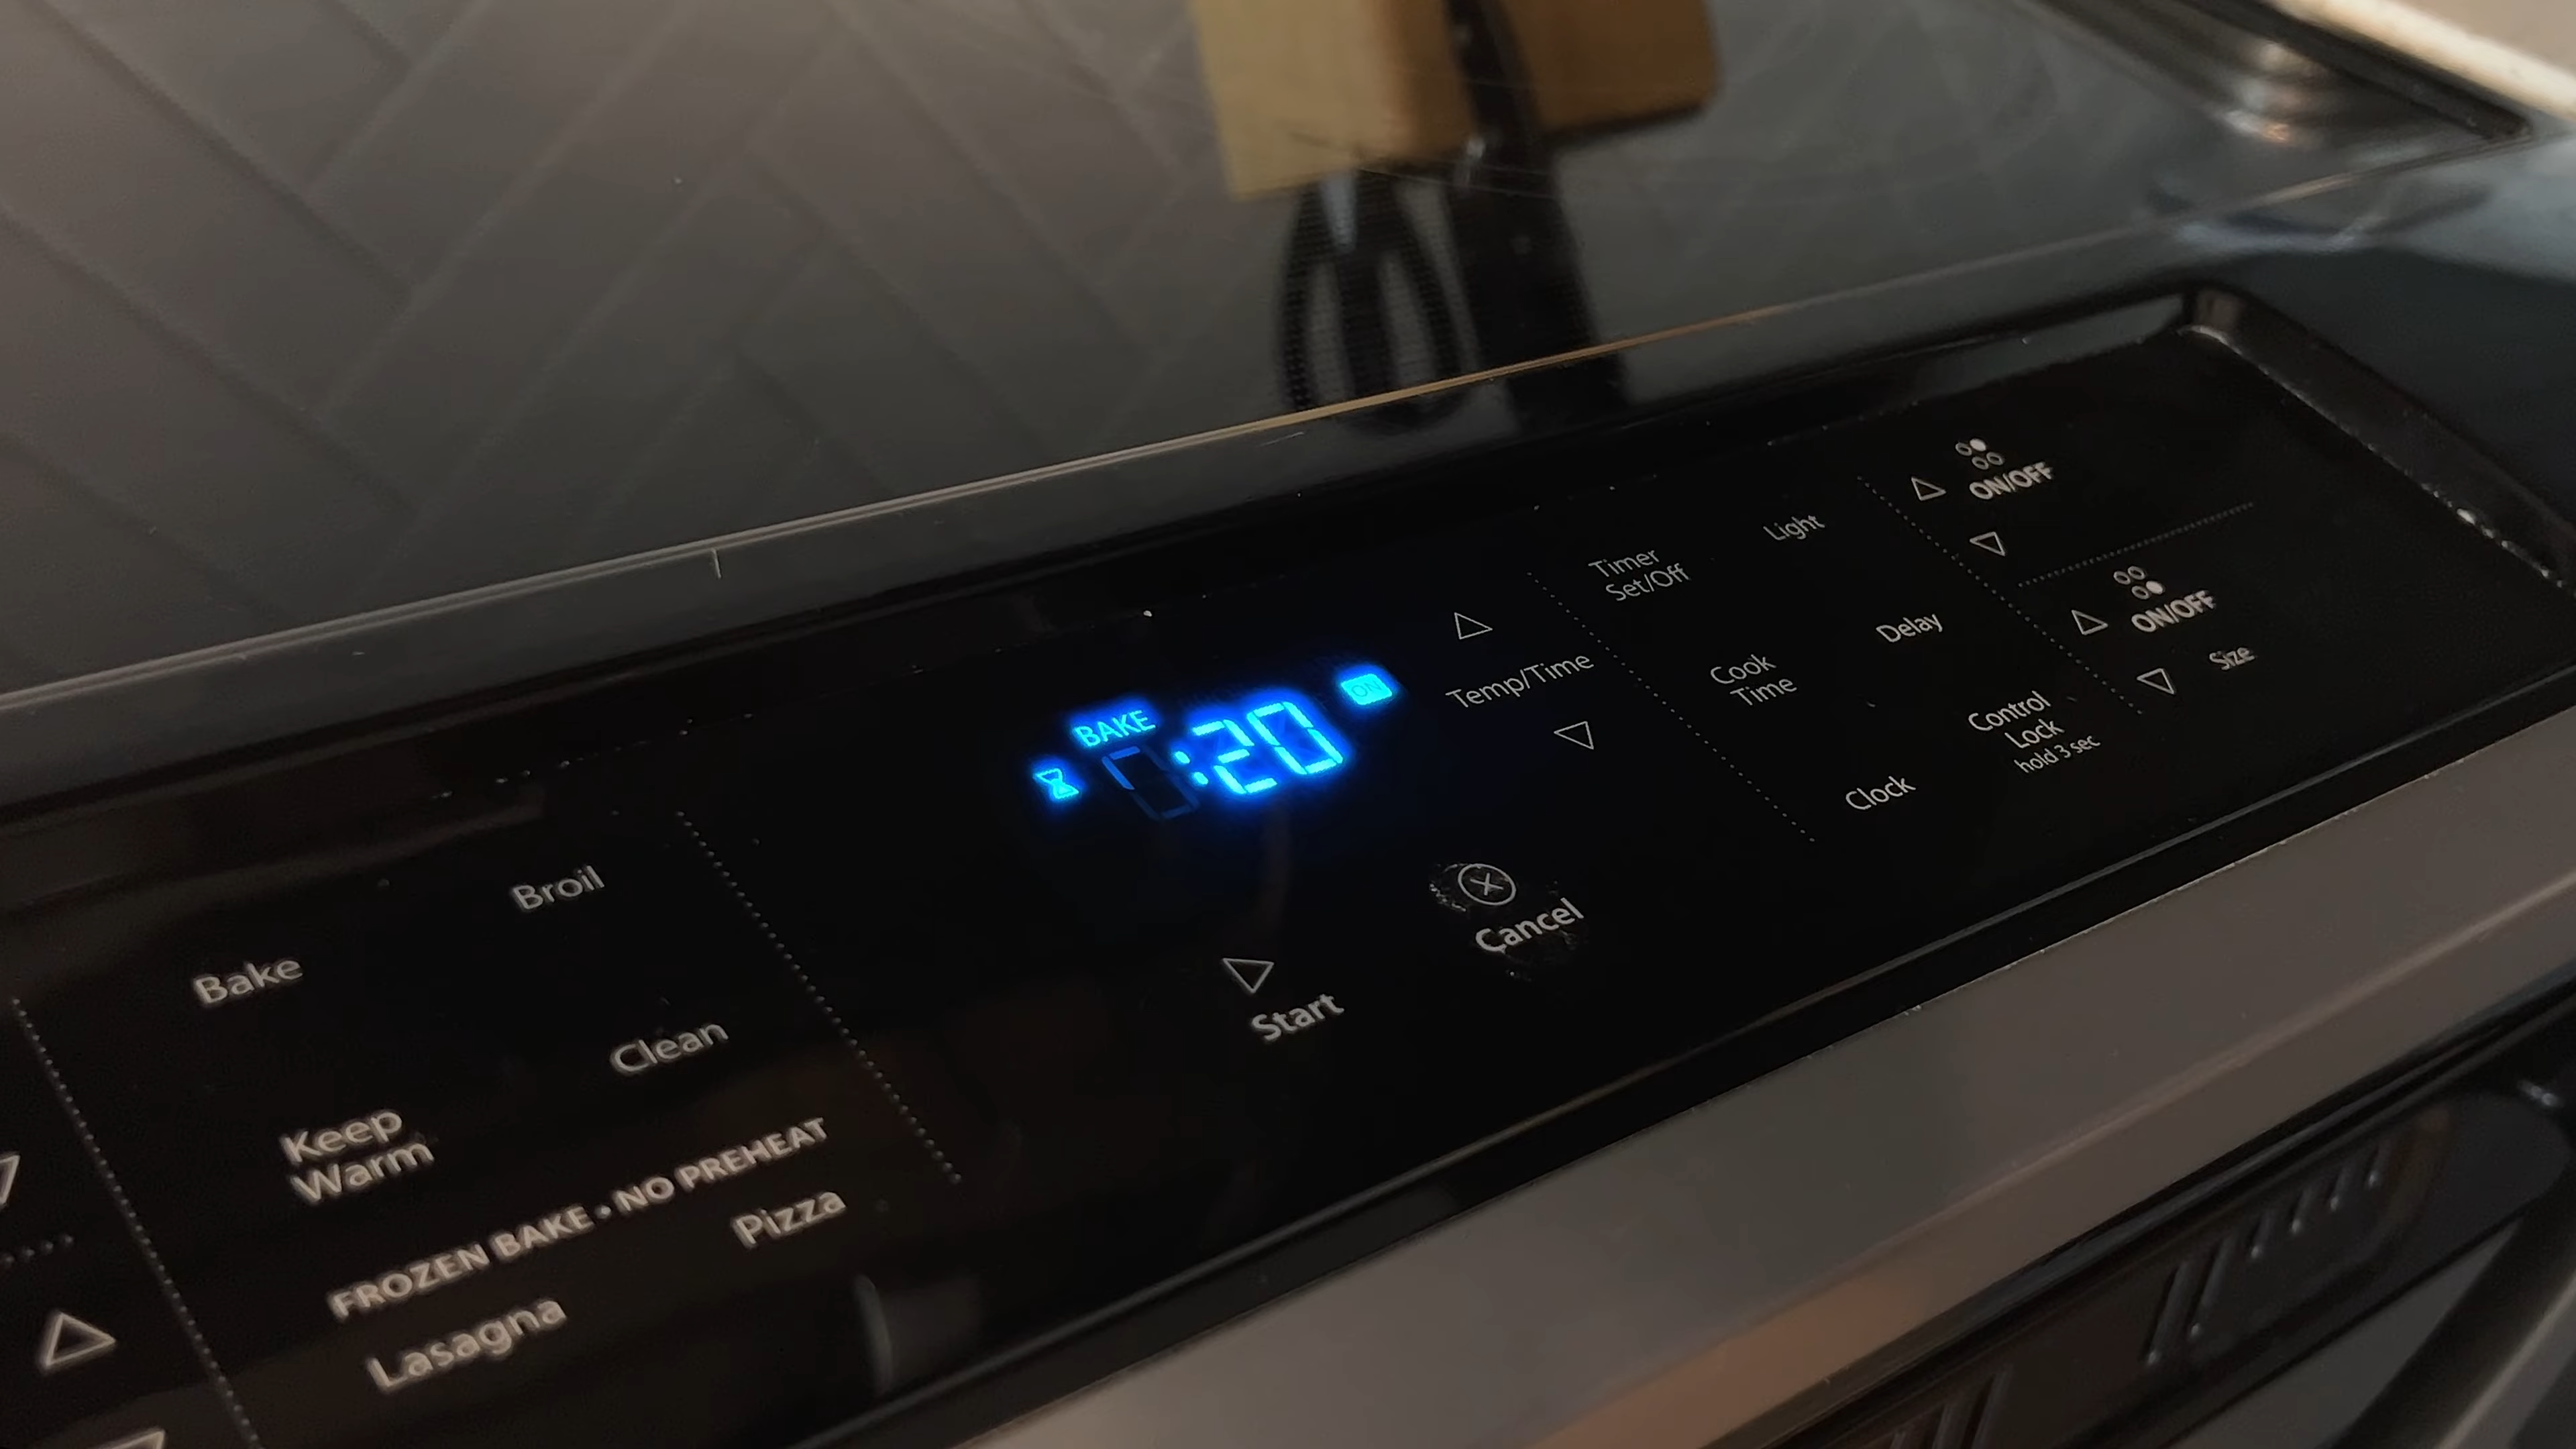 BAKE
:20
ON
Temp/Time
Timer
Set/Off
Light
Cook
Time
Delay
Clock
Control
Lock
hold 3 sec
ON/OFF
ON/OFF
Size
Broil
Bake
Clean
Keep
Warm
FROZEN BAKE • NO PREHEAT
Pizza
Lasagna
Start
Cancel